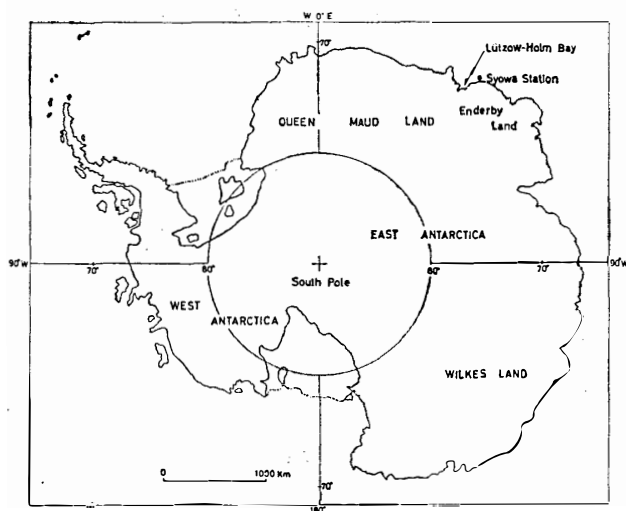 W 0° E
70°
Lützow-Holm Bay
Syowa Station
QUEEN MAUD LAND
Enderby
Land
EAST ANTARCTICA
90°W
70°
80°
80°
70°
90°W
South Pole
WEST
ANTARCTICA
WILKES LAND
0
1000 Km
70°
180°